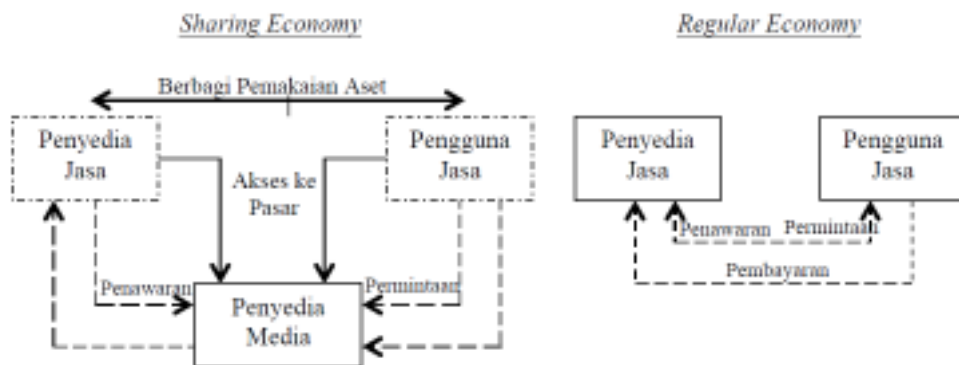 Sharing Economy
Regular Economy
Berbagi Pemakaian Aset
Penyedia
Jasa
Pengguna
Jasa
Akses ke
Pasar
Penawaran
Permintaan
Penyedia
Media
Penyedia
Jasa
Pengguna
Jasa
Penawaran
Permintaan
Pembayaran